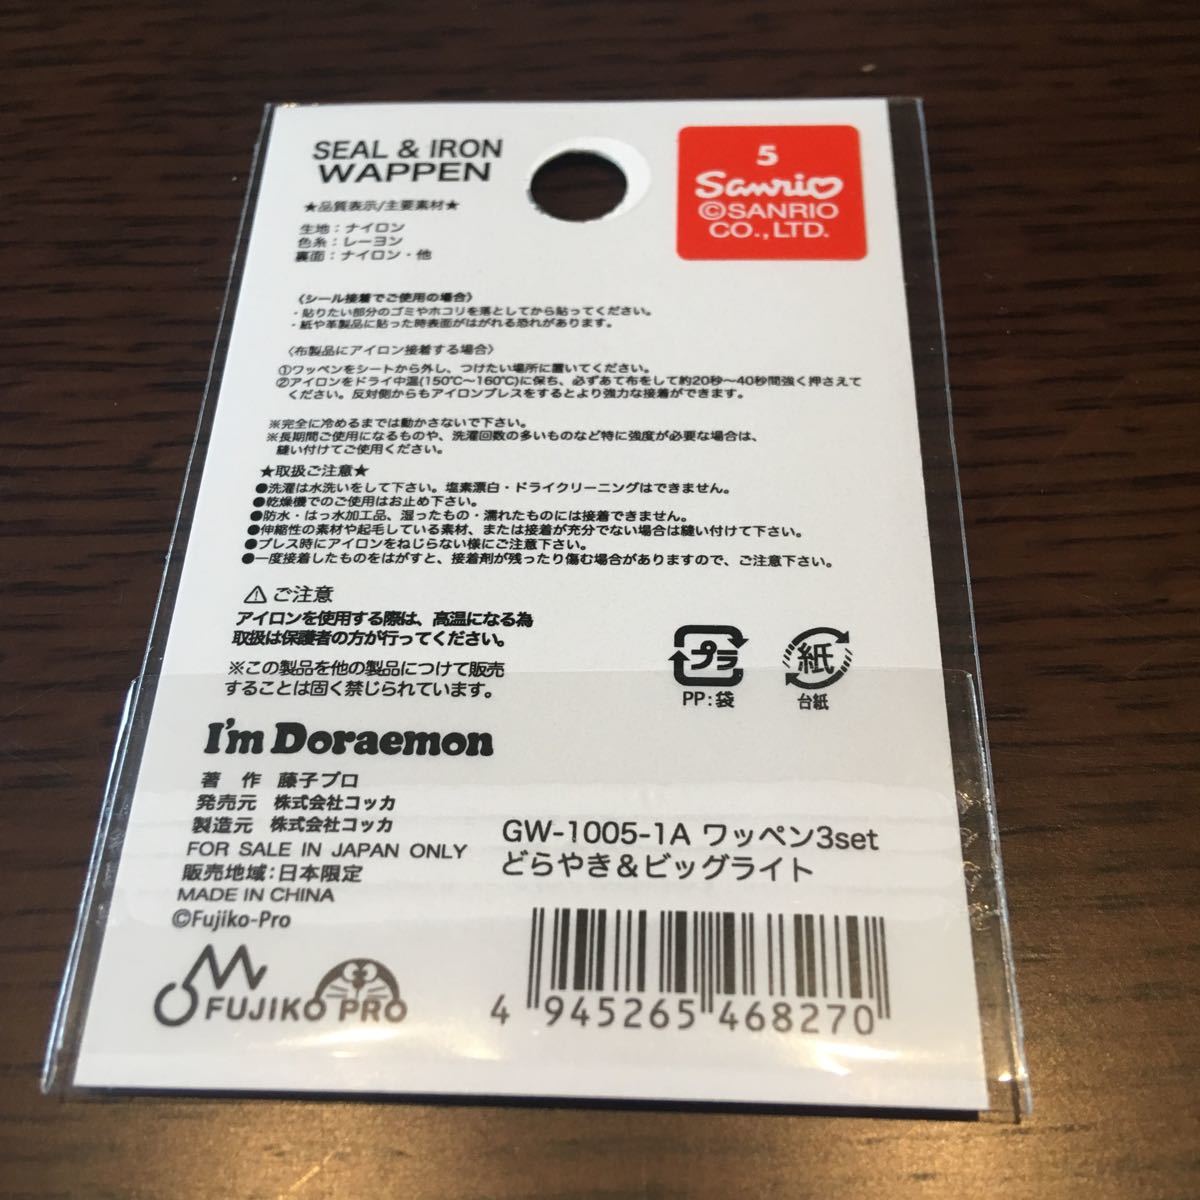 SEAL & IRON
WAPPEN
★品質表示/主要素材★
生地：ナイロン
色糸：レーヨン
裏面：ナイロン・他
5
Sanrio
©SANRIO
CO.,LTD.
〈シール接着でご使用の場合〉
・貼りたい部分のゴミやホコリを落としてから貼ってください。
・紙や革製品に貼った時表面がはがれる恐れがあります。
〈布製品にアイロン接着する場合〉
①ワッペンをシートから外し、つけたい場所に置いてください。
②アイロンをドライ中温(150℃〜160℃)に保ち、必ずあて布をして約20秒〜40秒間強く押さえて
ください。反対側からもアイロンプレスをするとより強力な接着ができます。
※完全に冷めるまでは動かさないで下さい。
※長期間ご使用になるものや、洗濯回数の多いものなど特に強度が必要な場合は、
縫い付けてご使用ください。
★取扱ご注意★
●洗濯は水洗いをして下さい。塩素漂白・ドライクリーニングはできません。
●乾燥機でのご使用はお止め下さい。
●防水・はっ水加工品、湿ったもの・濡れたものには接着できません。
●伸縮性の素材や起毛している素材、または接着が充分でない場合は縫い付けて下さい。
●プレス時にアイロンをねじらない様にご注意下さい。
●一度接着したものをはがすと、接着剤が残ったり傷む場合がありますので、ご注意下さい。
⚠ご注意
アイロンを使用する際は、高温になる為
取扱は保護者の方が行ってください。
※この製品を他の製品につけて販売
することは固く禁じられています。
プラ
PP:袋
紙
台紙
I'm Doraemon
著 作 藤子プロ
発売元 株式会社コッカ
製造元 株式会社コッカ
FOR SALE IN JAPAN ONLY
販売地域：日本限定
MADE IN CHINA
©Fujiko-Pro
FUJIKO PRO
GW-1005-1A ワッペン3set
どらやき＆ビッグライト
4 945265 468270